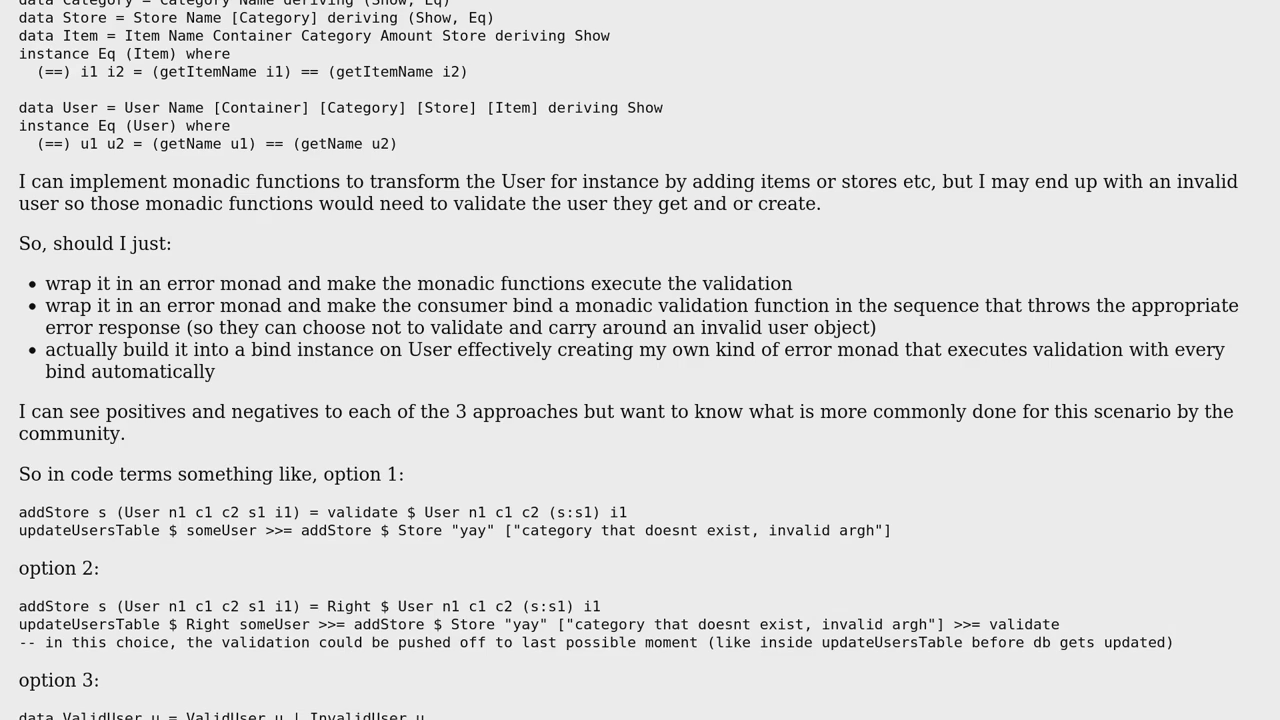 data Category = Category Name deriving (Show, Eq)
data Store = Store Name [Category] deriving (Show, Eq)
data Item = Item Name Container Category Amount Store deriving Show
instance Eq (Item) where
  (==) i1 i2 = (getItemName i1) == (getItemName i2)
data User = User Name [Container] [Category] [Store] [Item] deriving Show
instance Eq (User) where
  (==) u1 u2 = (getName u1) == (getName u2)
I can implement monadic functions to transform the User for instance by adding items or stores etc, but I may end up with an invalid
user so those monadic functions would need to validate the user they get and or create.
So, should I just:
• wrap it in an error monad and make the monadic functions execute the validation
• wrap it in an error monad and make the consumer bind a monadic validation function in the sequence that throws the appropriate
error response (so they can choose not to validate and carry around an invalid user object)
• actually build it into a bind instance on User effectively creating my own kind of error monad that executes validation with every
bind automatically
I can see positives and negatives to each of the 3 approaches but want to know what is more commonly done for this scenario by the
community.
So in code terms something like, option 1:
addStore s (User n1 c1 c2 s1 i1) = validate $ User n1 c1 c2 (s:s1) i1
updateUsersTable $ someUser >>= addStore $ Store "yay" ["category that doesnt exist, invalid argh"]
option 2:
addStore s (User n1 c1 c2 s1 i1) = Right $ User n1 c1 c2 (s:s1) i1
updateUsersTable $ Right someUser >>= addStore $ Store "yay" ["category that doesnt exist, invalid argh"] >>= validate
-- in this choice, the validation could be pushed off to last possible moment (like inside updateUsersTable before db gets updated)
option 3:
data ValidUser u = ValidUser u | InvalidUser u